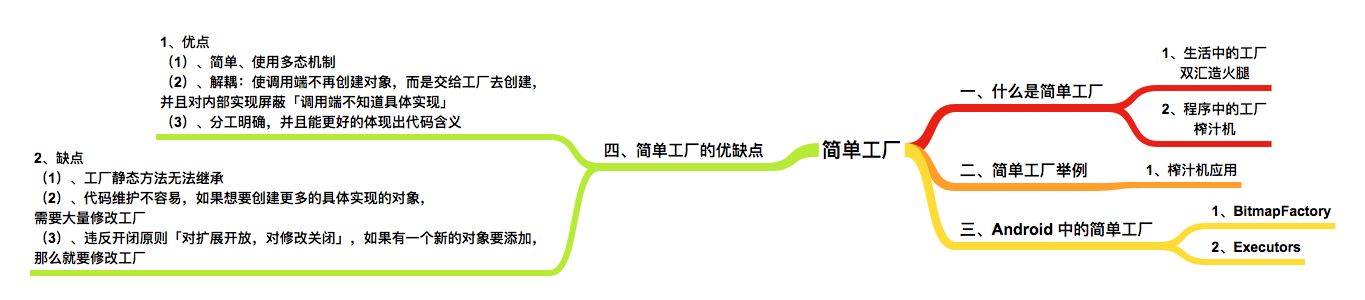 简单工厂
一、什么是简单工厂
1、生活中的工厂
双汇造火腿
2、程序中的工厂
榨汁机
二、简单工厂举例
1、榨汁机应用
三、Android 中的简单工厂
1、BitmapFactory
2、Executors
四、简单工厂的优缺点
1、优点
（1）、简单、使用多态机制
（2）、解耦：使调用端不再创建对象，而是交给工厂去创建，
并且对内部实现屏蔽「调用端不知道具体实现」
（3）、分工明确，并且能更好的体现出代码含义
2、缺点
（1）、工厂静态方法无法继承
（2）、代码维护不容易，如果想要创建更多的具体实现的对象，
需要大量修改工厂
（3）、违反开闭原则「对扩展开放，对修改关闭」，如果有一个新的对象要添加，
那么就要修改工厂